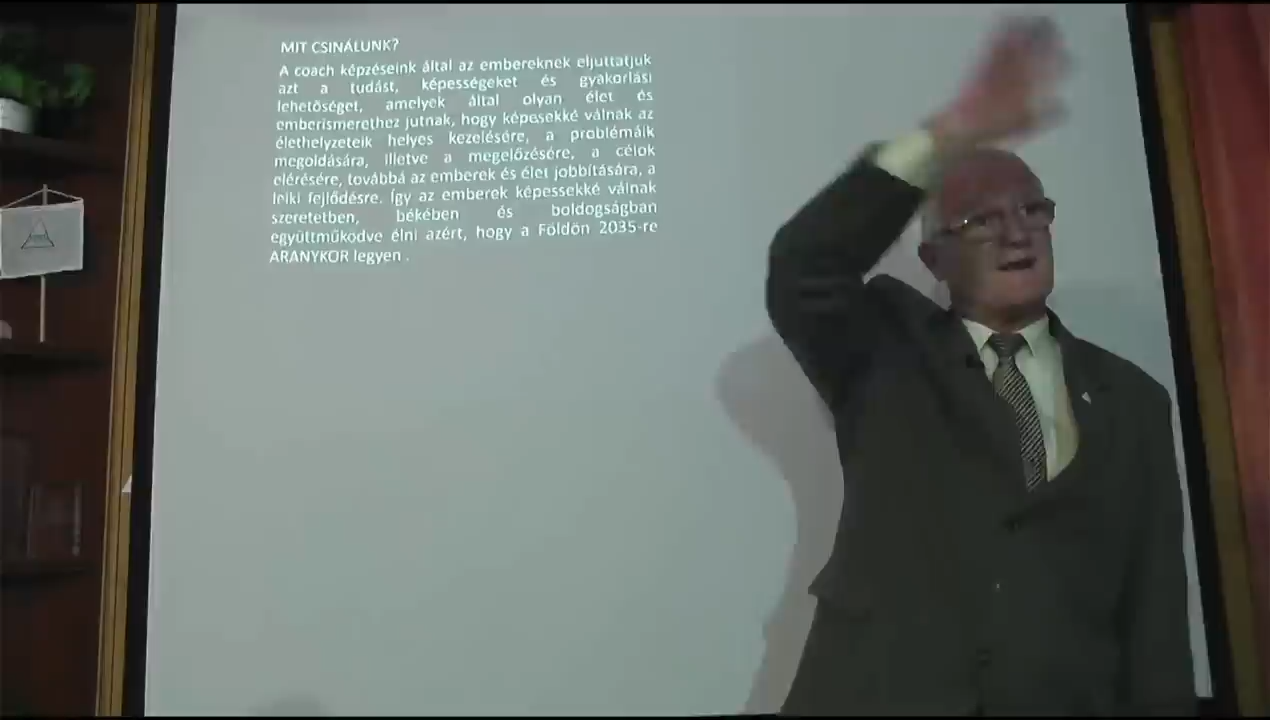 MIT CSINÁLUNK?
A coach képzéseink által az embereknek eljuttatjuk
azt a tudást, képességeket és gyakorlási
lehetőséget, amelyek által olyan élet és
emberismerethez jutnak, hogy képesekké válnak az
élethelyzeteik helyes kezelésére, a problémáik
megoldására, illetve a megelőzésére, a célok
elérésére, továbbá az emberek és élet jobbítására, a
lelki fejlődésre. Így az emberek képessekké válnak
szeretetben, békében és boldogságban
együttműködve élni azért, hogy a Földön 2035-re
ARANYKOR legyen .